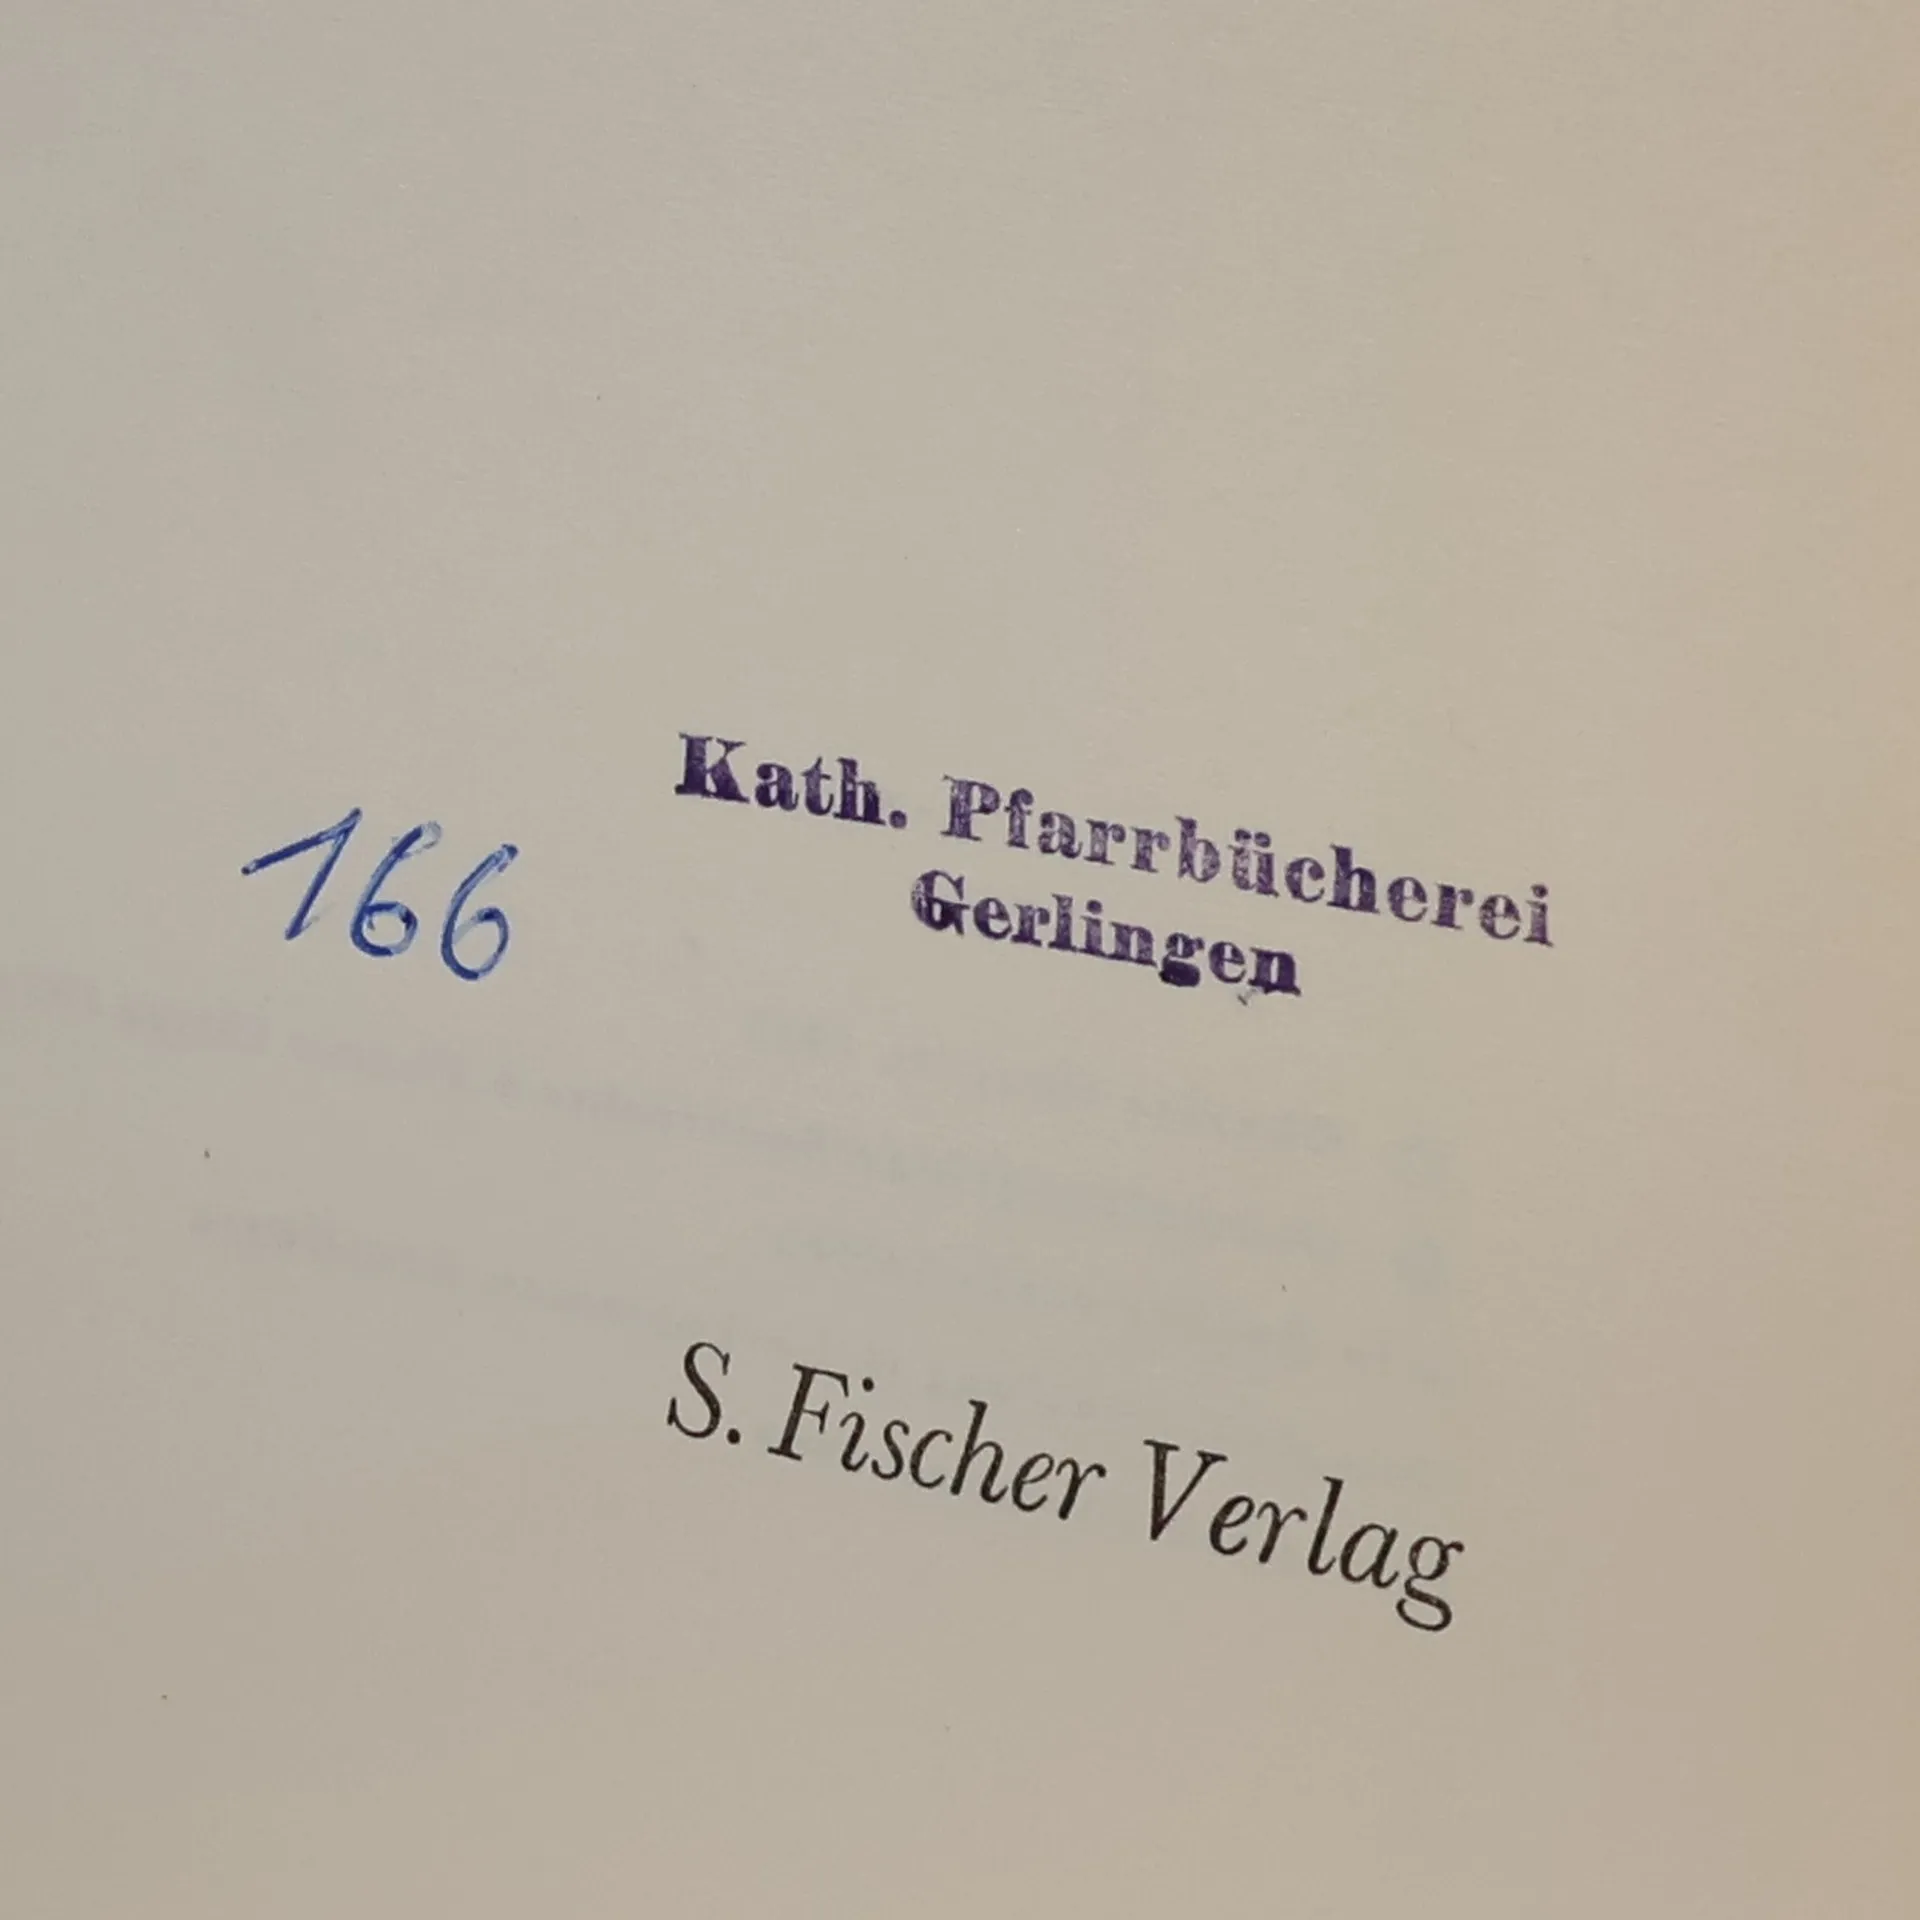 166
Kath. Pfarrbücherei
Gerlingen
S. Fischer Verlag